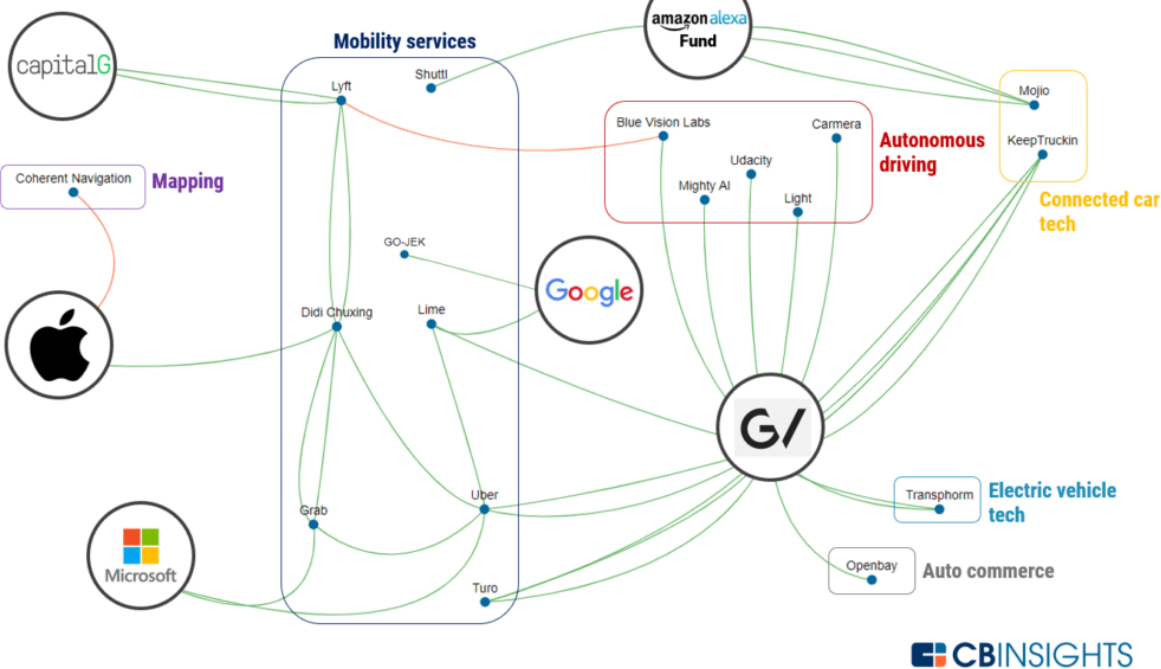 amazon alexa
Fund
capitalG
Mobility services
Shuttl
Lyft
Mojio
Blue Vision Labs
Carmera
KeepTruckin
Autonomous
driving
Udacity
Coherent Navigation
Mapping
Mighty AI
Light
Connected car
tech
GO-JEK
Google
Didi Chuxing
Lime
GV
Uber
Transphorm
Electric vehicle
tech
Grab
Microsoft
Openbay
Auto commerce
Turo
CBINSIGHTS